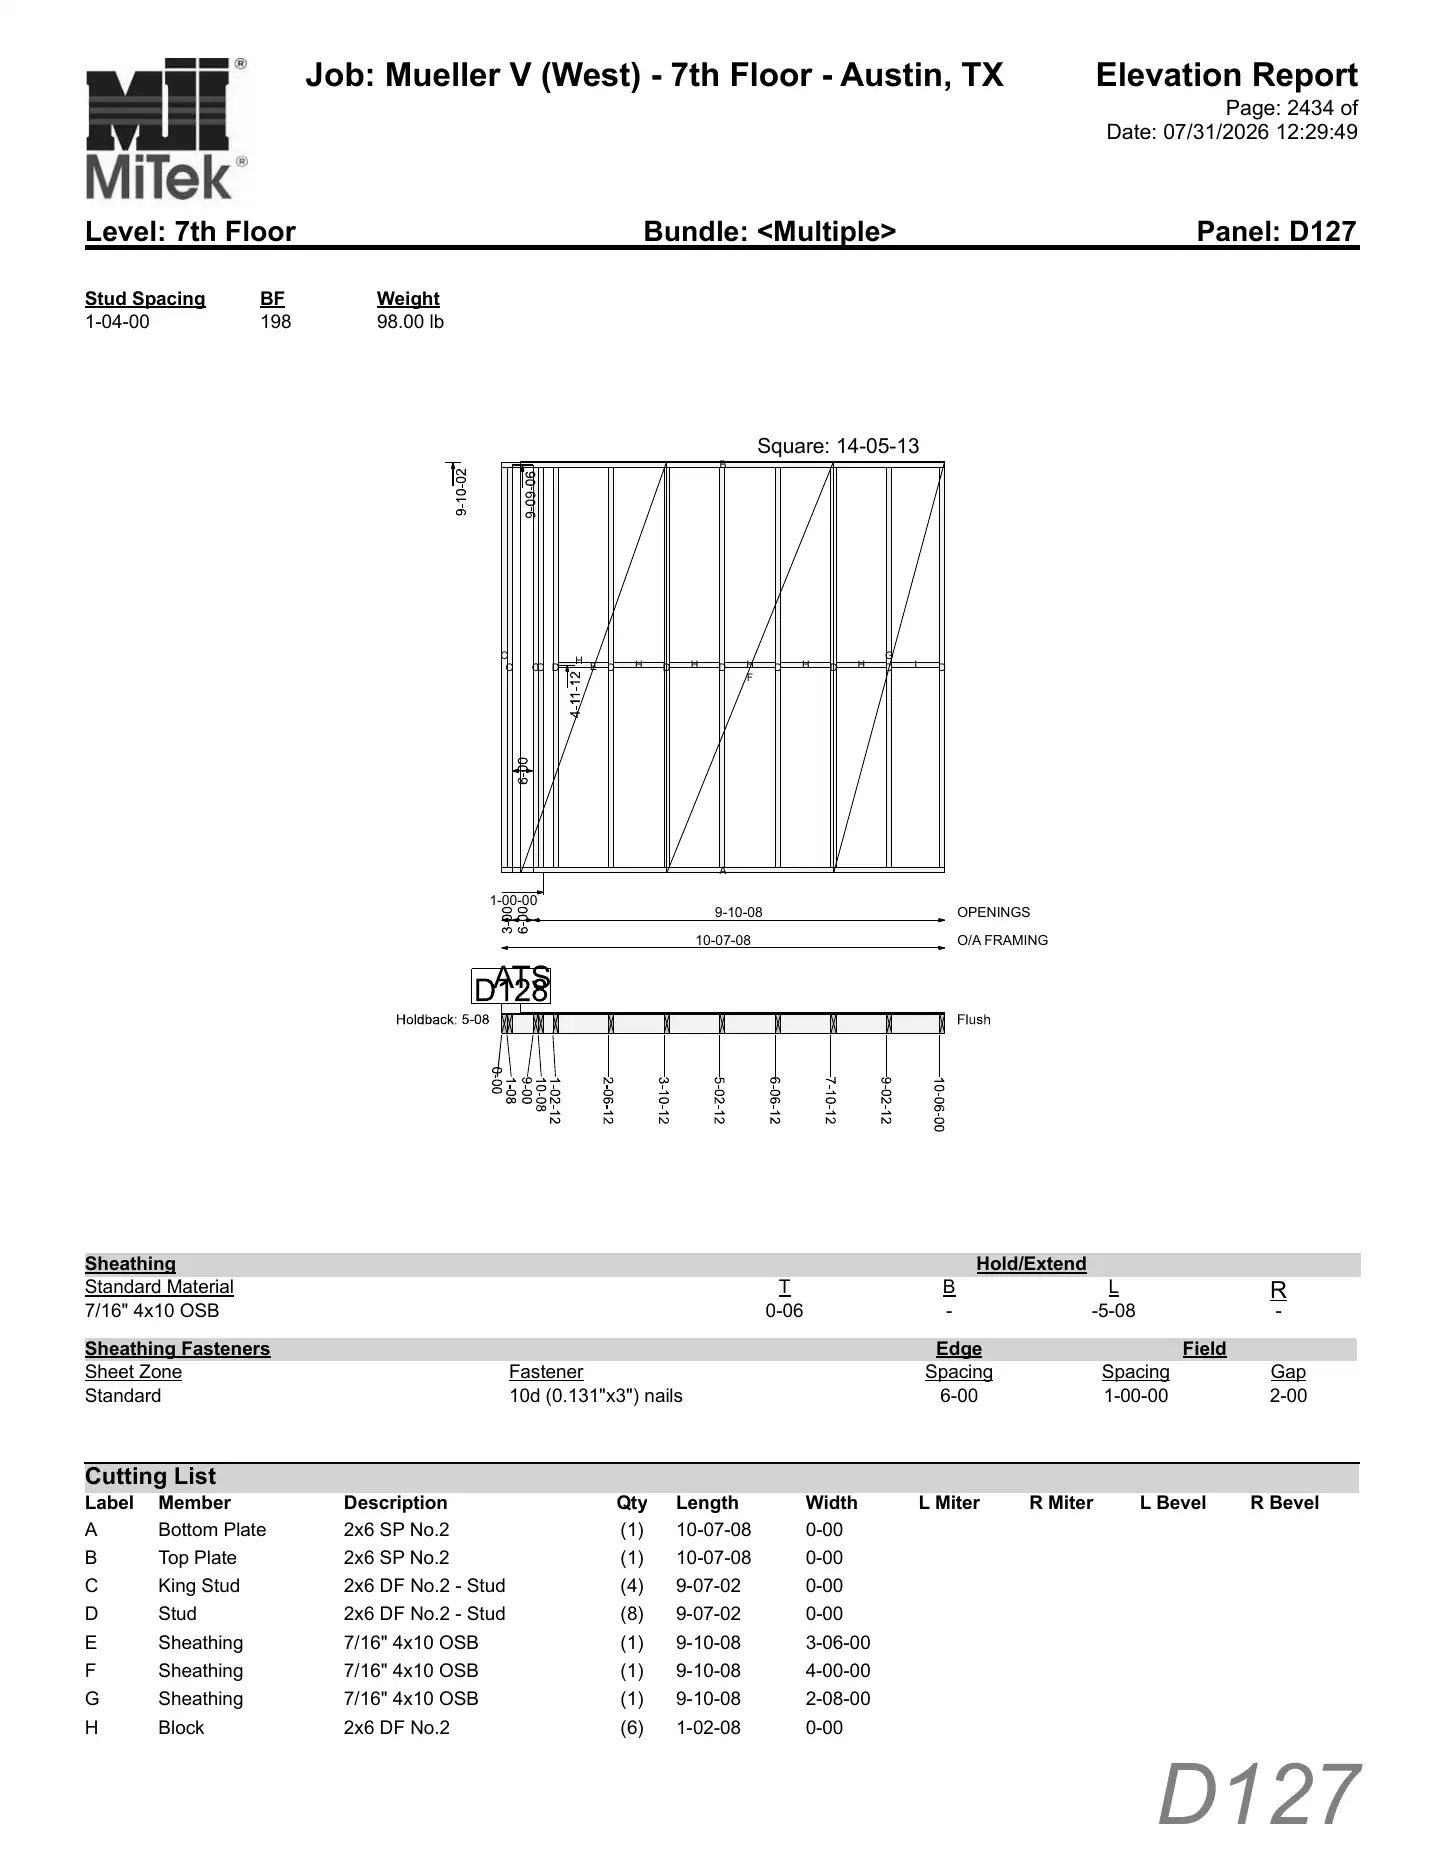 MiTek®
Job: Mueller V (West) - 7th Floor - Austin, TX
Elevation Report
Page: 2434 of
Date: 07/31/2026 12:29:49
Level: 7th Floor Bundle: <Multiple> Panel: D127
Stud Spacing BF Weight
1-04-00 198 98.00 lb
Square: 14-05-13
9-10-02
9-09-06
B
C
G
C C C D H E D H D H D H D H D H D I D
F
4-11-12
6-00
A
1-00-00
3-00 6-00 9-10-08 OPENINGS
10-07-08 O/A FRAMING
ATS
D128
Holdback: 5-08 Flush
0-00 1-08 9-00 10-08 1-02-12 2-06-12 3-10-12 5-02-12 6-06-12 7-10-12 9-02-12 10-06-00
Sheathing Hold/Extend
Standard Material T B L R
7/16" 4x10 OSB 0-06 - -5-08 -
Sheathing Fasteners Edge Field
Sheet Zone Fastener Spacing Spacing Gap
Standard 10d (0.131"x3") nails 6-00 1-00-00 2-00
Cutting List
Label Member Description Qty Length Width L Miter R Miter L Bevel R Bevel
A Bottom Plate 2x6 SP No.2 (1) 10-07-08 0-00
B Top Plate 2x6 SP No.2 (1) 10-07-08 0-00
C King Stud 2x6 DF No.2 - Stud (4) 9-07-02 0-00
D Stud 2x6 DF No.2 - Stud (8) 9-07-02 0-00
E Sheathing 7/16" 4x10 OSB (1) 9-10-08 3-06-00
F Sheathing 7/16" 4x10 OSB (1) 9-10-08 4-00-00
G Sheathing 7/16" 4x10 OSB (1) 9-10-08 2-08-00
H Block 2x6 DF No.2 (6) 1-02-08 0-00
D127